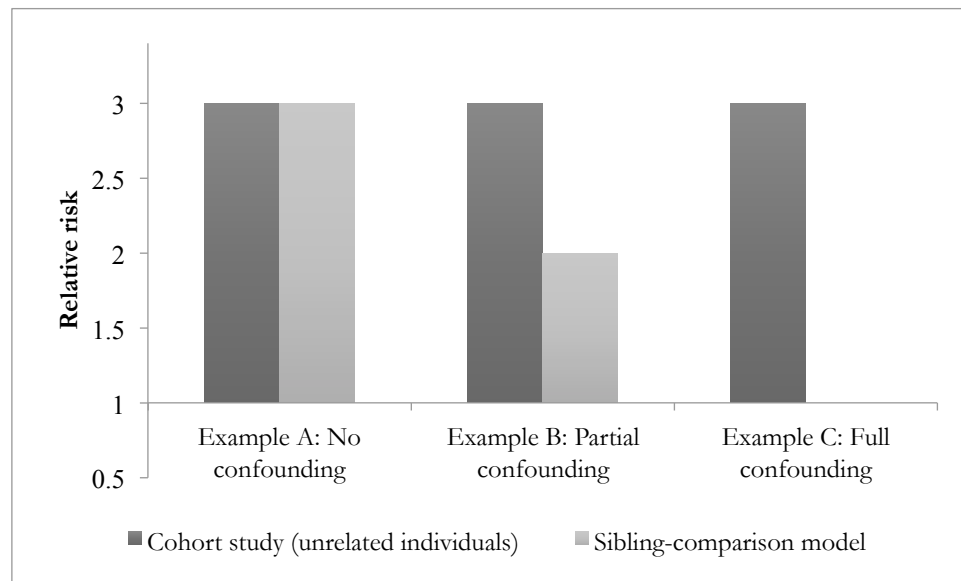 3
2.5
2
1.5
1
0.5
Relative risk
Example A: No
confounding
Example B: Partial
confounding
Example C: Full
confounding
Cohort study (unrelated individuals)
Sibling-comparison model